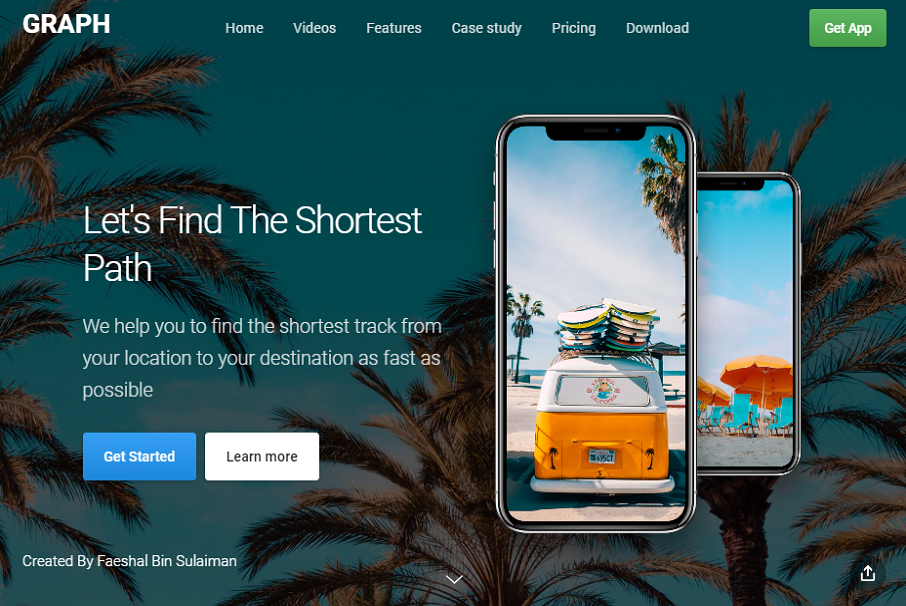 GRAPH
Home Videos Features Case study Pricing Download
Get App
Let's Find The Shortest
Path
We help you to find the shortest track from
your location to your destination as fast as
possible
Get Started
Learn more
Created By Faeshal Bin Sulaiman